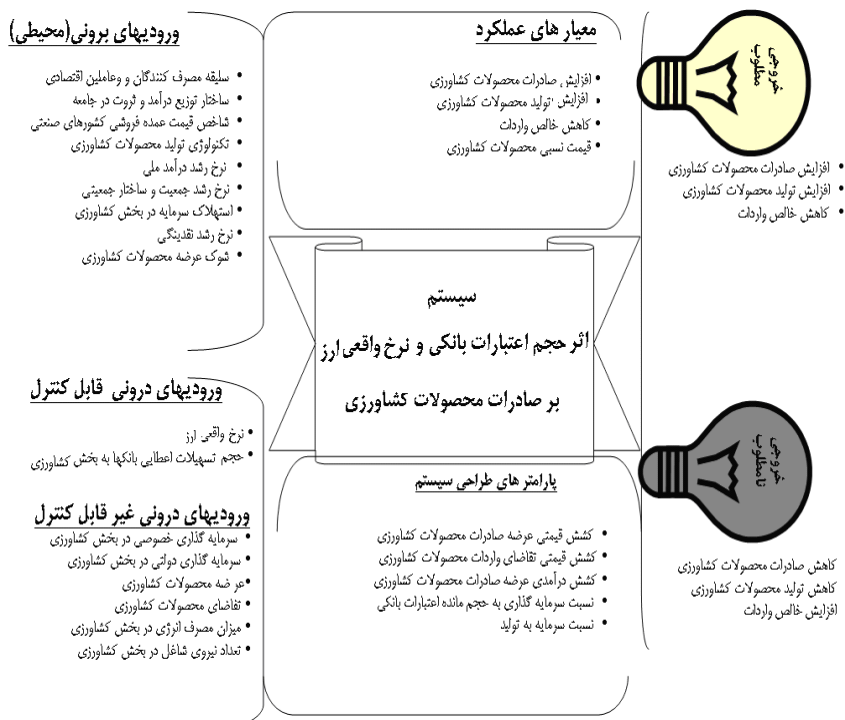 خروجی
مطلوب
افزایش صادرات محصولات کشاورزی
افزایش تولید محصولات کشاورزی
کاهش خالص واردات
معیار های عملکرد
افزایش صادرات محصولات کشاورزی
افزایش تولید محصولات کشاورزی
کاهش خالص واردات
قیمت نسبی محصولات کشاورزی
ورودیهای برونی(محیطی)
سلیقه مصرف کنندگان و وعاملین اقتصادی
ساختار توزیع درآمد و ثروت در جامعه
شاخص قیمت عمده فروشی کشورهای صنعتی
تکنولوژی تولید محصولات کشاورزی
نرخ رشد درآمد ملی
نرخ رشد جمعیت و ساختار جمعیتی
استهلاک سرمایه در بخش کشاورزی
نرخ رشد نقدینگی
شوک عرضه محصولات کشاورزی
سیستم
اثر حجم اعتبارات بانکی و نرخ واقعی ارز
بر صادرات محصولات کشاورزی
ورودیهای درونی قابل کنترل
نرخ واقعی ارز
حجم تسهیلات اعطایی بانکها به بخش کشاورزی
ورودیهای درونی غیر قابل کنترل
سرمایه گذاری خصوصی در بخش کشاورزی
سرمایه گذاری دولتی در بخش کشاورزی
عرضه محصولات کشاورزی
تقاضای محصولات کشاورزی
میزان مصرف انرژی در بخش کشاورزی
تعداد نیروی شاغل در بخش کشاورزی
پارامتر های طراحی سیستم
کشش قیمتی عرضه صادرات محصولات کشاورزی
کشش قیمتی تقاضای واردات محصولات کشاورزی
کشش درآمدی عرضه صادرات محصولات کشاورزی
نسبت سرمایه گذاری به حجم مانده اعتبارات بانکی
نسبت سرمایه به تولید
خروجی
نامطلوب
کاهش صادرات محصولات کشاورزی
کاهش تولید محصولات کشاورزی
افزایش خالص واردات